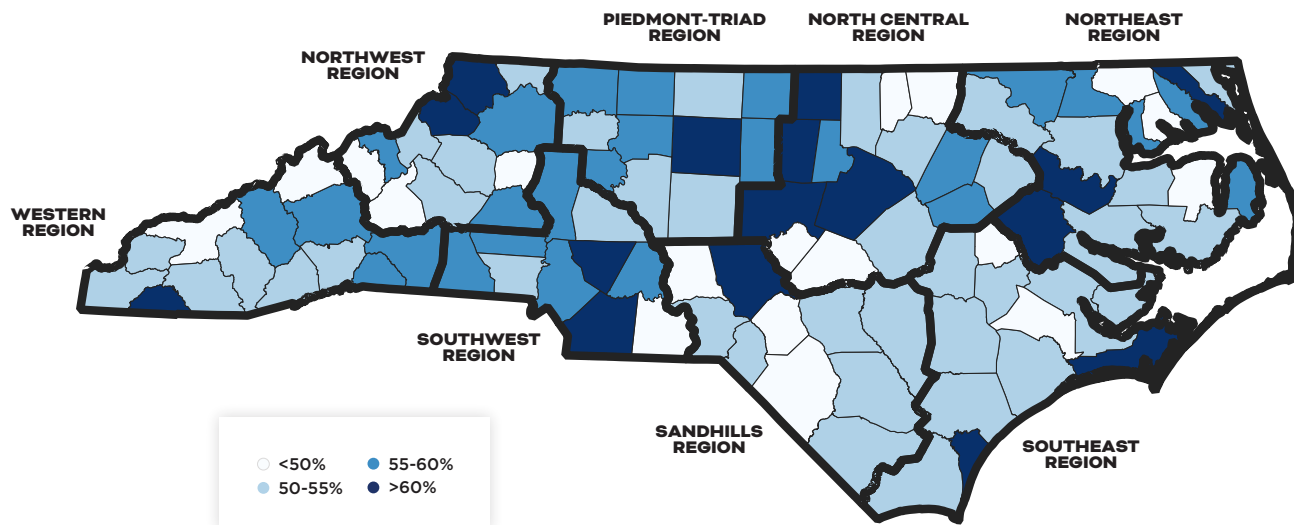 PIEDMONT-TRIAD
REGION
NORTH CENTRAL
REGION
NORTHEAST
REGION
NORTHWEST
REGION
WESTERN
REGION
SOUTHWEST
REGION
SANDHILLS
REGION
SOUTHEAST
REGION
<50%
55-60%
50-55%
>60%